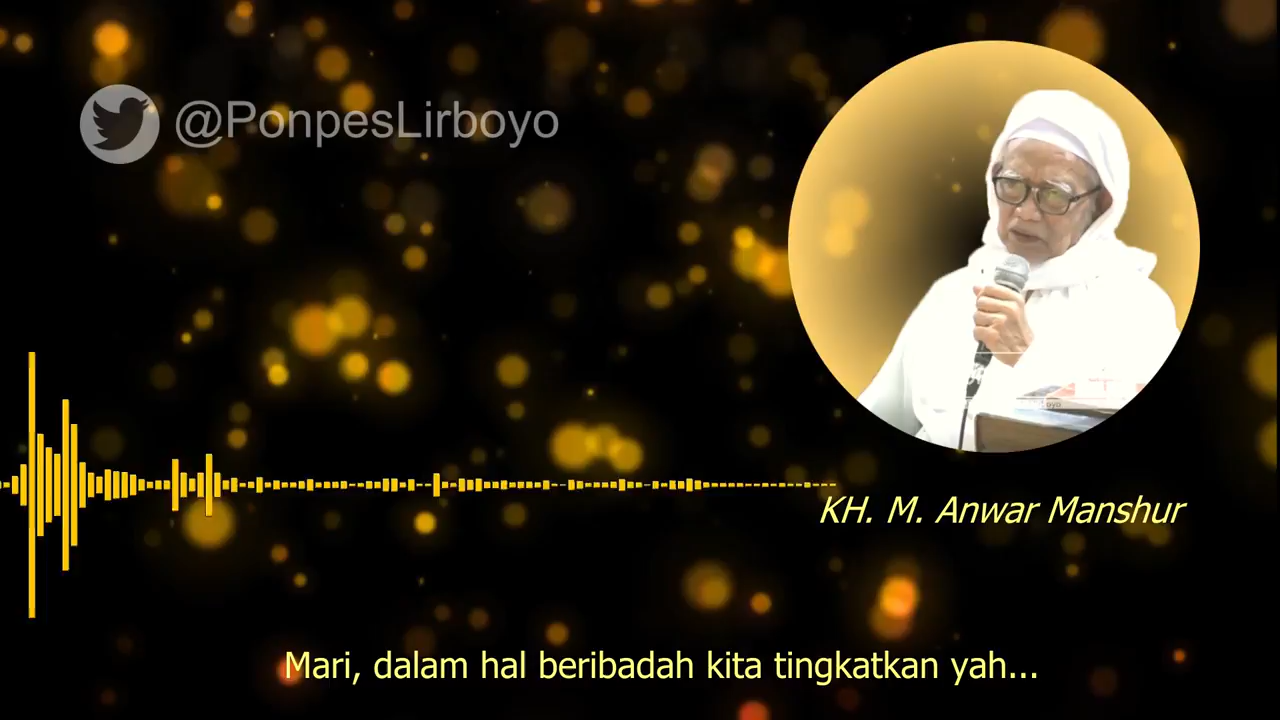 @PonpesLirboyo
KH. M. Anwar Manshur
Mari, dalam hal beribadah kita tingkatkan yah...